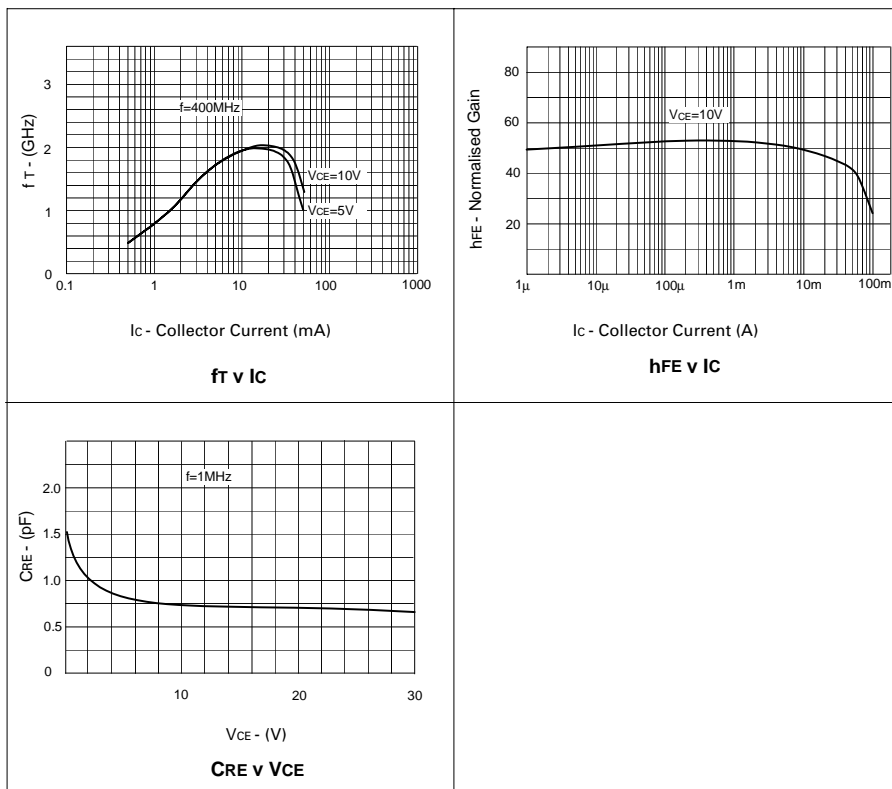 3
2
1
0
fT - (GHz)
f=400MHz
VCE=10V
VCE=5V
0.1 1 10 100 1000
IC - Collector Current (mA)
fT v IC
80
60
40
20
hFE - Normalised Gain
VCE=10V
1µ 10µ 100µ 1m 10m 100m
IC - Collector Current (A)
hFE v IC
2.0
1.5
1.0
0.5
0
CRE - (pF)
f=1MHz
10 20 30
VCE - (V)
CRE v VCE